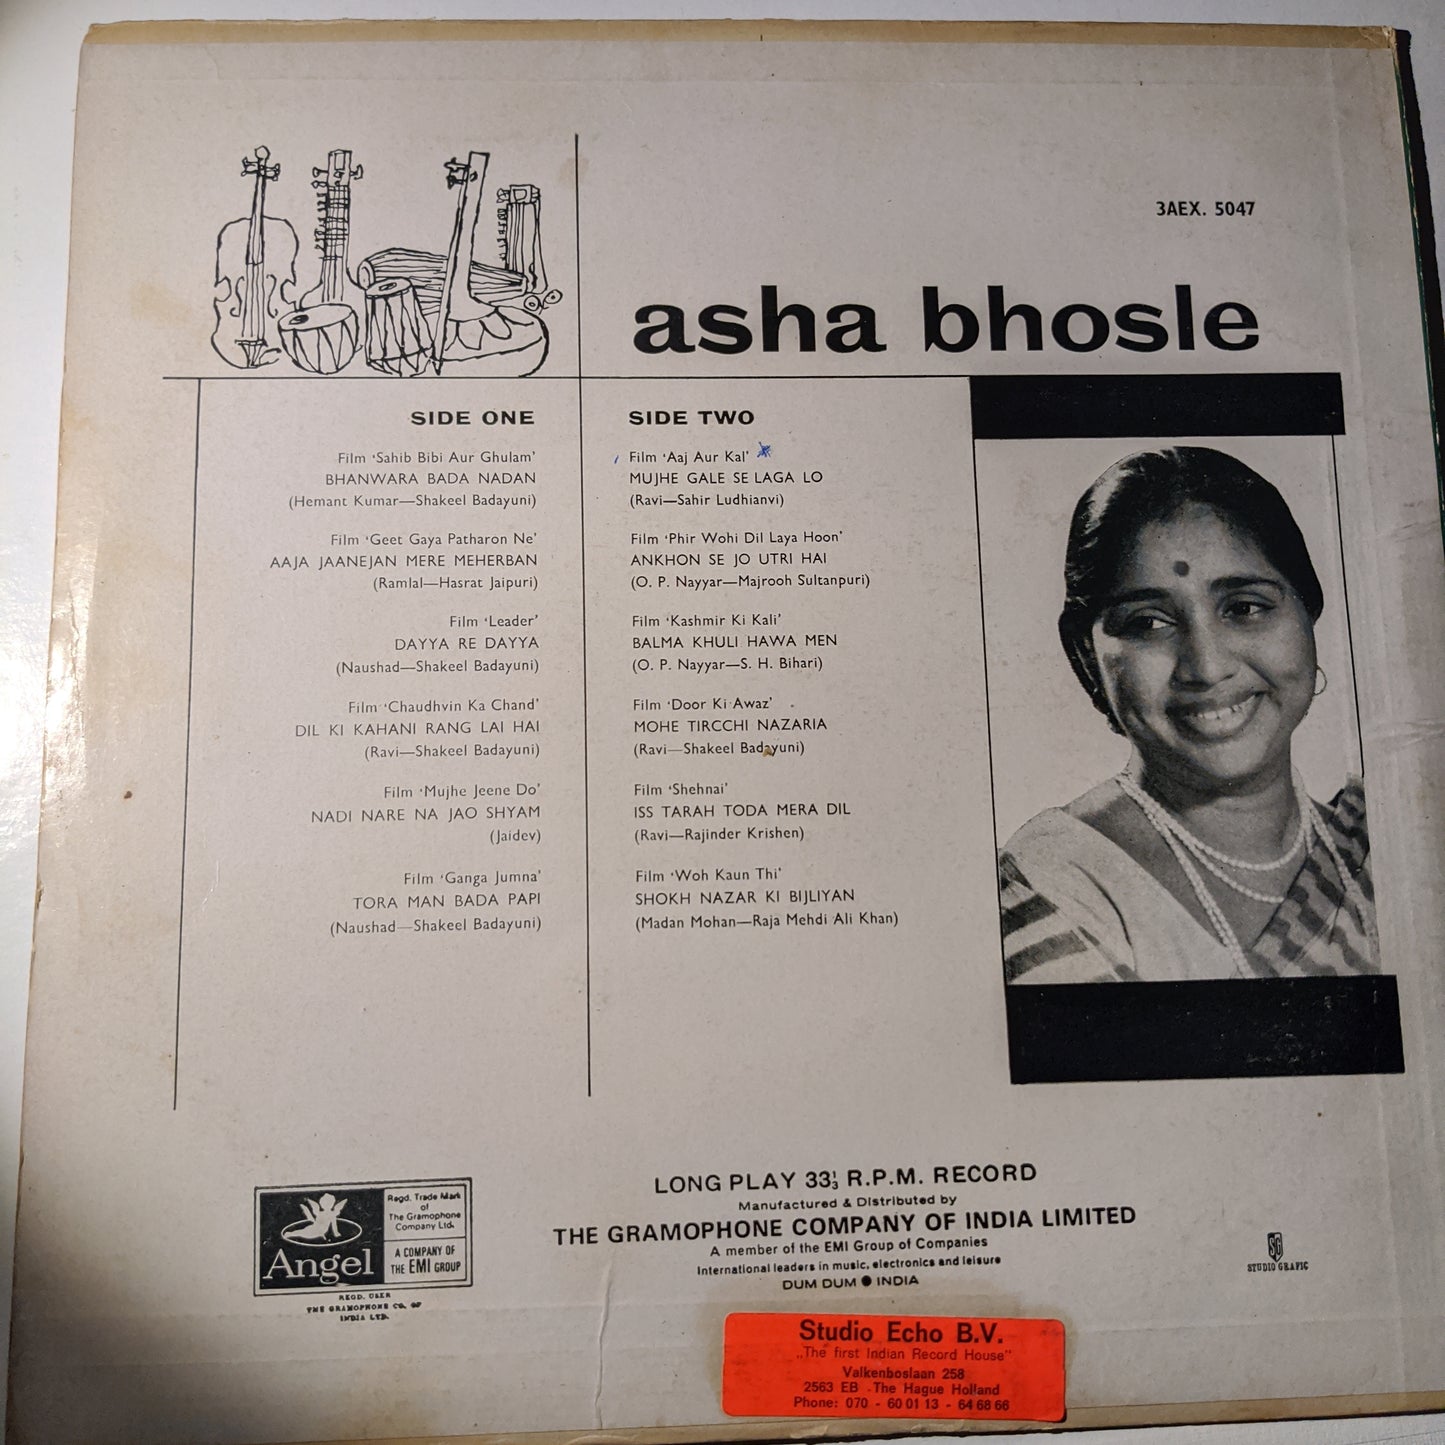 3AEX. 5047
asha bhosle
SIDE ONE
Film ‘Sahib Bibi Aur Ghulam’
BHANWARA BADA NADAN
(Hemant Kumar—Shakeel Badayuni)
Film ‘Geet Gaya Patharon Ne’
AAJA JAANEJAN MERE MEHERBAN
(Ramlal—Hasrat Jaipuri)
Film ‘Leader’
DAYYA RE DAYYA
(Naushad—Shakeel Badayuni)
Film ‘Chaudhvin Ka Chand’
DIL KI KAHANI RANG LAI HAI
(Ravi—Shakeel Badayuni)
Film ‘Mujhe Jeene Do’
NADI NARE NA JAO SHYAM
(Jaidev)
Film ‘Ganga Jumna’
TORA MAN BADA PAPI
(Naushad—Shakeel Badayuni)
SIDE TWO
Film ‘Aaj Aur Kal’
MUJHE GALE SE LAGA LO
(Ravi—Sahir Ludhianvi)
Film ‘Phir Wohi Dil Laya Hoon’
ANKHON SE JO UTRI HAI
(O. P. Nayyar—Majrooh Sultanpuri)
Film ‘Kashmir Ki Kali’
BALMA KHULI HAWA MEN
(O. P. Nayyar—S. H. Bihari)
Film ‘Door Ki Awaz’
MOHE TIRCCHI NAZARIA
(Ravi—Shakeel Badayuni)
Film ‘Shehnai’
ISS TARAH TODA MERA DIL
(Ravi—Rajinder Krishen)
Film ‘Woh Kaun Thi’
SHOKH NAZAR KI BIJLIYAN
(Madan Mohan—Raja Mehdi Ali Khan)
Angel
Regd. Trade Mark
of
The Gramophone
Company Ltd.
A COMPANY OF
THE EMI GROUP
REGD. USER
THE GRAMOPHONE CO. OF
INDIA LTD.
LONG PLAY 33⅓ R.P.M. RECORD
Manufactured & Distributed by
THE GRAMOPHONE COMPANY OF INDIA LIMITED
A member of the EMI Group of Companies
International leaders in music, electronics and leisure
DUM DUM ● INDIA
SG
STUDIO GRAFIC
Studio Echo B.V.
„The first Indian Record House”
Valkenboslaan 258
2563 EB - The Hague Holland
Phone: 070 - 60 01 13 - 64 68 66